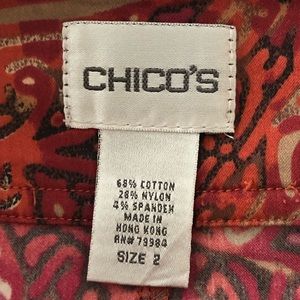 CHICO'S
68% COTTON
28% NYLON
4% SPANDEX
MADE IN
HONG KONG
RN# 79984
SIZE 2